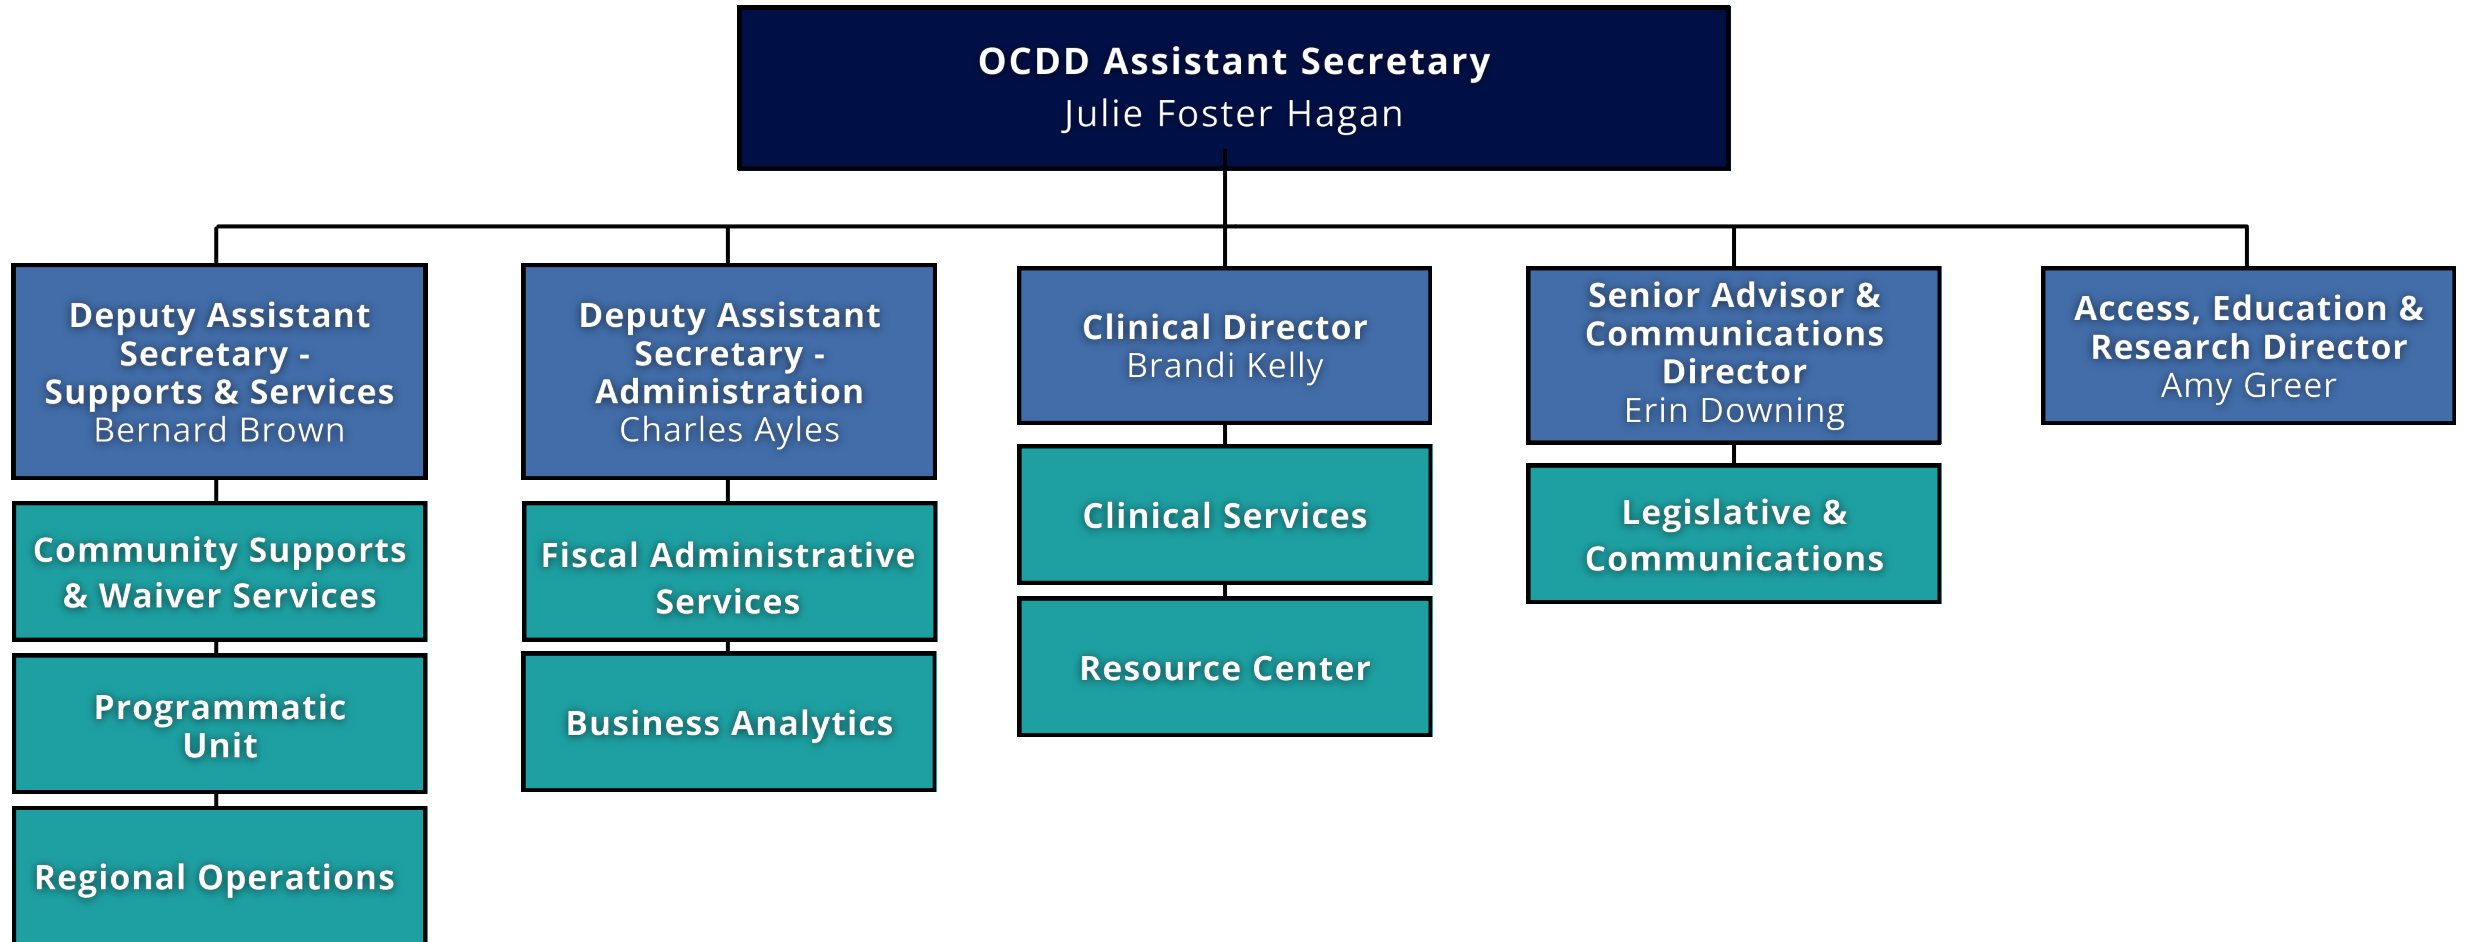 OCDD Assistant Secretary
Julie Foster Hagan
Deputy Assistant
Secretary -
Supports & Services
Bernard Brown
Community Supports
& Waiver Services
Programmatic
Unit
Regional Operations
Deputy Assistant
Secretary -
Administration
Charles Ayles
Fiscal Administrative
Services
Business Analytics
Clinical Director
Brandi Kelly
Clinical Services
Resource Center
Senior Advisor &
Communications
Director
Erin Downing
Legislative &
Communications
Access, Education &
Research Director
Amy Greer